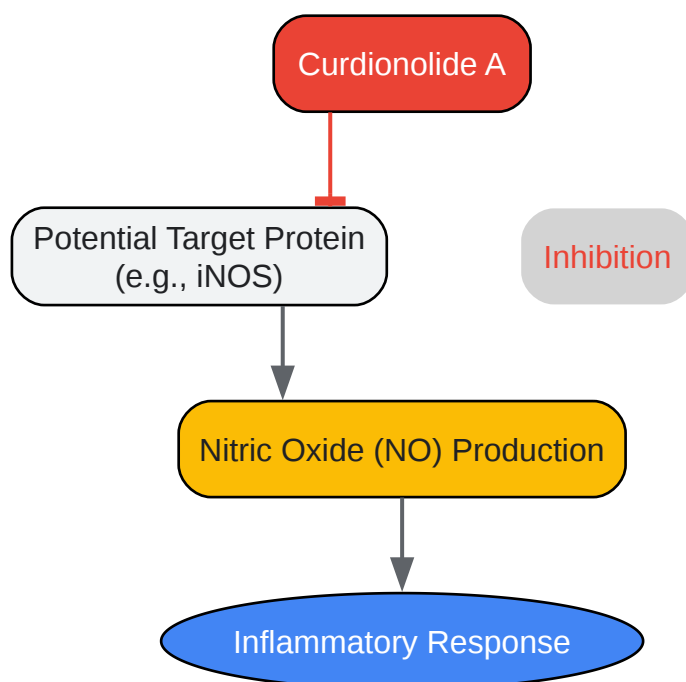 Curdionolide A
Potential Target Protein
(e.g., iNOS)
Inhibition
Nitric Oxide (NO) Production
Inflammatory Response